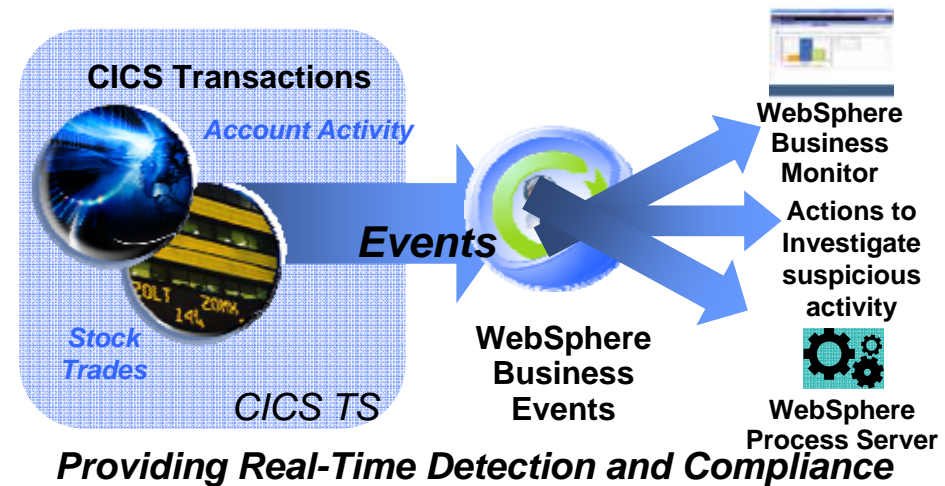 CICS Transactions
Account Activity
Stock
Trades
CICS TS
Events
WebSphere
Business
Events
WebSphere
Business
Monitor
Actions to
Investigate
suspicious
activity
WebSphere
Process Server
Providing Real-Time Detection and Compliance